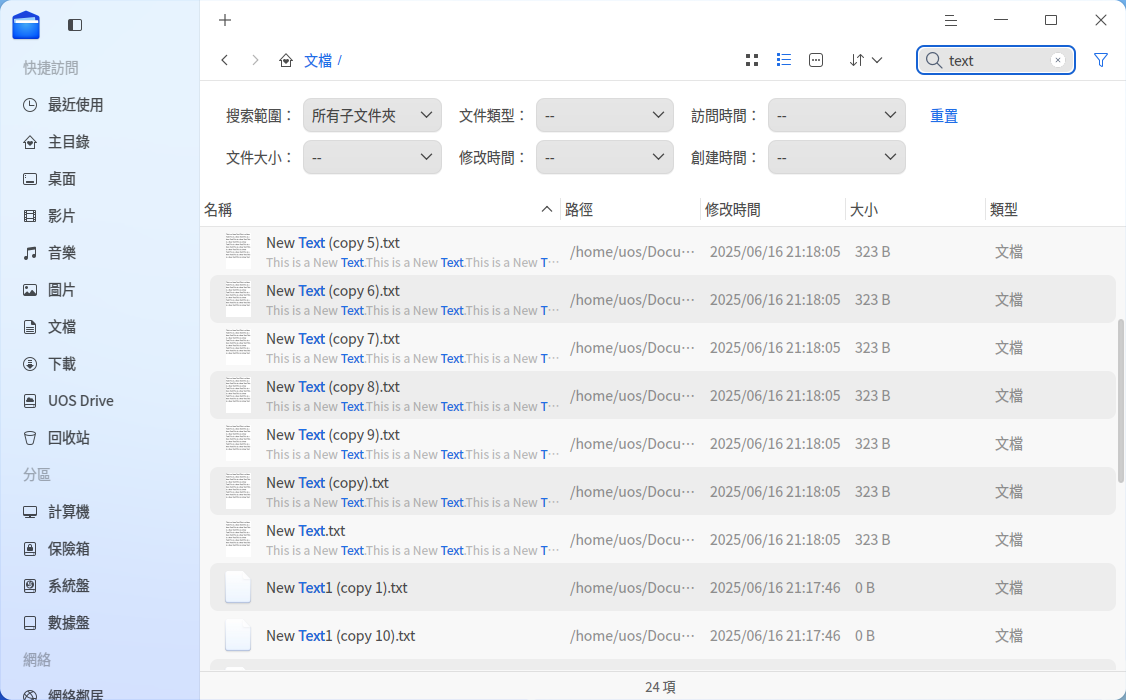 快捷訪問
最近使用
主目錄
桌面
影片
音樂
圖片
文檔
下載
UOS Drive
回收站
分區
計算機
保險箱
系統盤
數據盤
網絡
網絡鄰居
文檔 /
text
搜索範圍： 所有子文件夾 文件類型： -- 訪問時間： -- 重置
文件大小： -- 修改時間： -- 創建時間： --
名稱 路徑 修改時間 大小 類型
New Text (copy 5).txt /home/uos/Docu··· 2025/06/16 21:18:05 323 B 文檔
This is a New Text.This is a New Text.This is a New T···
New Text (copy 6).txt /home/uos/Docu··· 2025/06/16 21:18:05 323 B 文檔
This is a New Text.This is a New Text.This is a New T···
New Text (copy 7).txt /home/uos/Docu··· 2025/06/16 21:18:05 323 B 文檔
This is a New Text.This is a New Text.This is a New T···
New Text (copy 8).txt /home/uos/Docu··· 2025/06/16 21:18:05 323 B 文檔
This is a New Text.This is a New Text.This is a New T···
New Text (copy 9).txt /home/uos/Docu··· 2025/06/16 21:18:05 323 B 文檔
This is a New Text.This is a New Text.This is a New T···
New Text (copy).txt /home/uos/Docu··· 2025/06/16 21:18:05 323 B 文檔
This is a New Text.This is a New Text.This is a New T···
New Text.txt /home/uos/Docu··· 2025/06/16 21:18:05 323 B 文檔
This is a New Text.This is a New Text.This is a New T···
New Text1 (copy 1).txt /home/uos/Docu··· 2025/06/16 21:17:46 0 B 文檔
New Text1 (copy 10).txt /home/uos/Docu··· 2025/06/16 21:17:46 0 B 文檔
24 項